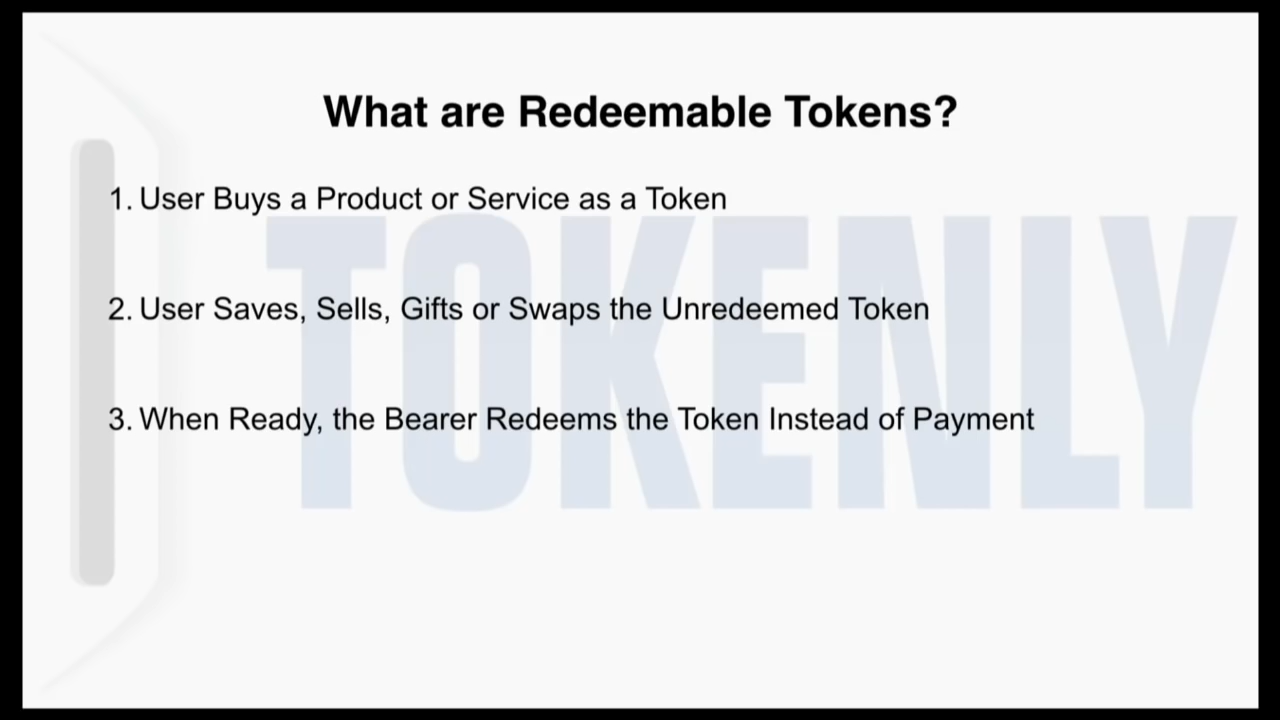 What are Redeemable Tokens?
1. User Buys a Product or Service as a Token
TOKENLY
2. User Saves, Sells, Gifts or Swaps the Unredeemed Token
3. When Ready, the Bearer Redeems the Token Instead of Payment